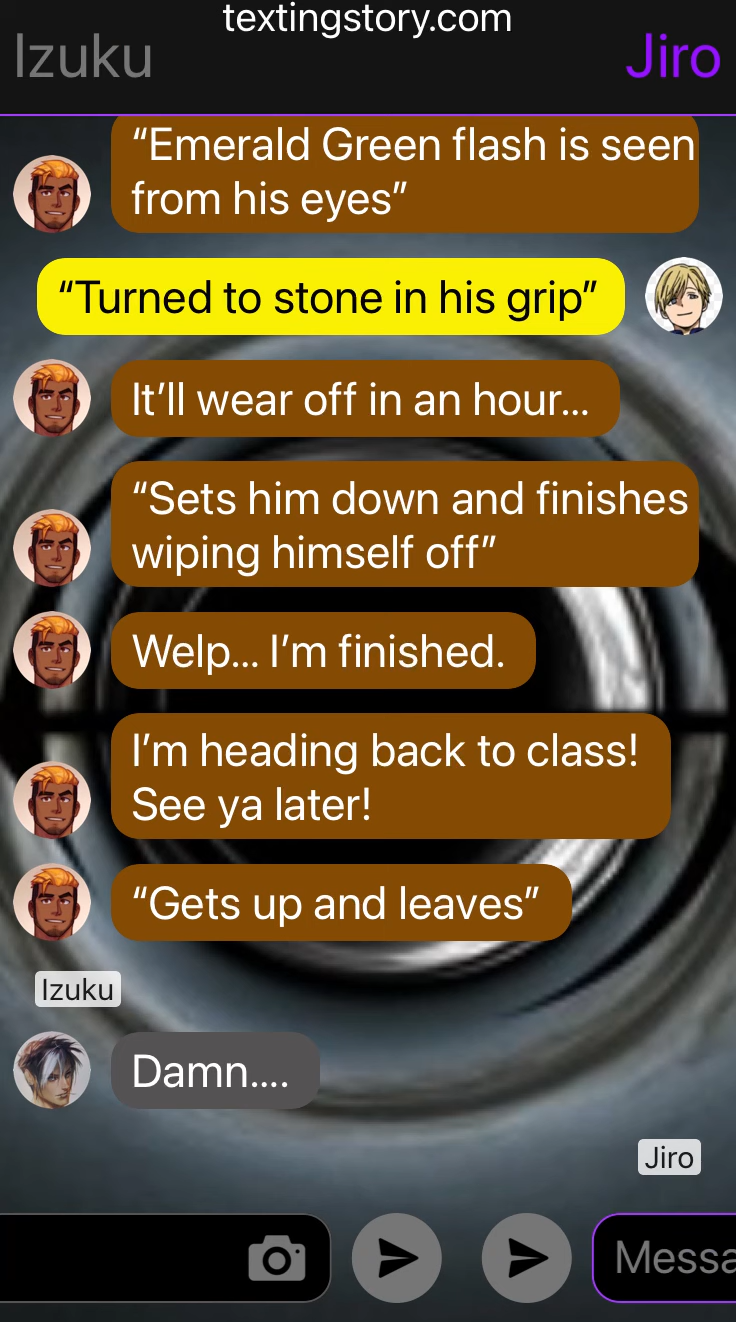 textingstory.com
Izuku
Jiro
“Emerald Green flash is seen
from his eyes”
“Turned to stone in his grip”
It’ll wear off in an hour...
“Sets him down and finishes
wiping himself off”
Welp... I’m finished.
I’m heading back to class!
See ya later!
“Gets up and leaves”
Izuku
Damn....
Jiro
Messa